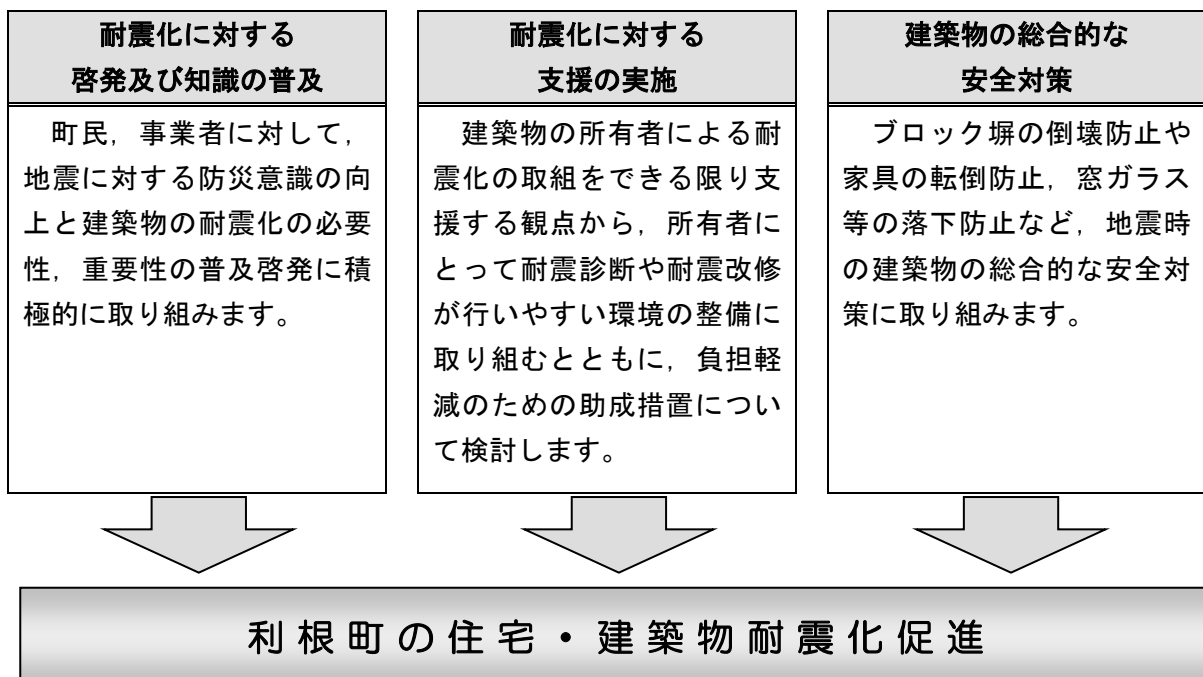 耐震化に対する
啓発及び知識の普及
町民，事業者に対して，
地震に対する防災意識の向
上と建築物の耐震化の必要
性，重要性の普及啓発に積
極的に取り組みます。
耐震化に対する
支援の実施
建築物の所有者による耐
震化の取組をできる限り支
援する観点から，所有者に
とって耐震診断や耐震改修
が行いやすい環境の整備に
取り組むとともに，負担軽
減のための助成措置につい
て検討します。
建築物の総合的な
安全対策
ブロック塀の倒壊防止や
家具の転倒防止，窓ガラス
等の落下防止など，地震時
の建築物の総合的な安全対
策に取り組みます。
利根町の住宅・建築物耐震化促進